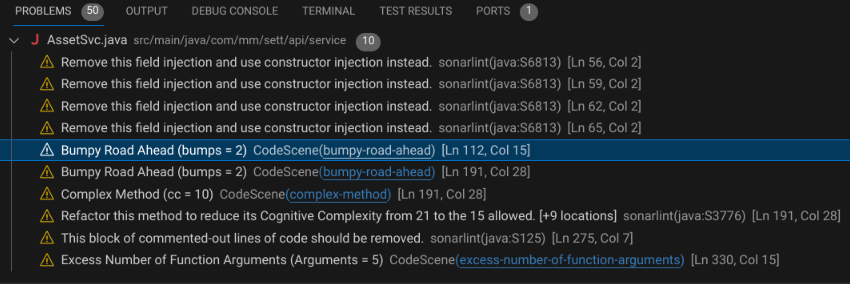 PROBLEMS 50 OUTPUT DEBUG CONSOLE TERMINAL TEST RESULTS PORTS 1
J AssetSvc.java src/main/java/com/mm/sett/api/service 10
Remove this field injection and use constructor injection instead. sonarlint(java:S6813) [Ln 56, Col 2]
Remove this field injection and use constructor injection instead. sonarlint(java:S6813) [Ln 59, Col 2]
Remove this field injection and use constructor injection instead. sonarlint(java:S6813) [Ln 62, Col 2]
Remove this field injection and use constructor injection instead. sonarlint(java:S6813) [Ln 65, Col 2]
Bumpy Road Ahead (bumps = 2) CodeScene(bumpy-road-ahead) [Ln 112, Col 15]
Bumpy Road Ahead (bumps = 2) CodeScene(bumpy-road-ahead) [Ln 191, Col 28]
Complex Method (cc = 10) CodeScene(complex-method) [Ln 191, Col 28]
Refactor this method to reduce its Cognitive Complexity from 21 to the 15 allowed. [+9 locations] sonarlint(java:S3776) [Ln 191, Col 28]
This block of commented-out lines of code should be removed. sonarlint(java:S125) [Ln 275, Col 7]
Excess Number of Function Arguments (Arguments = 5) CodeScene(excess-number-of-function-arguments) [Ln 330, Col 15]